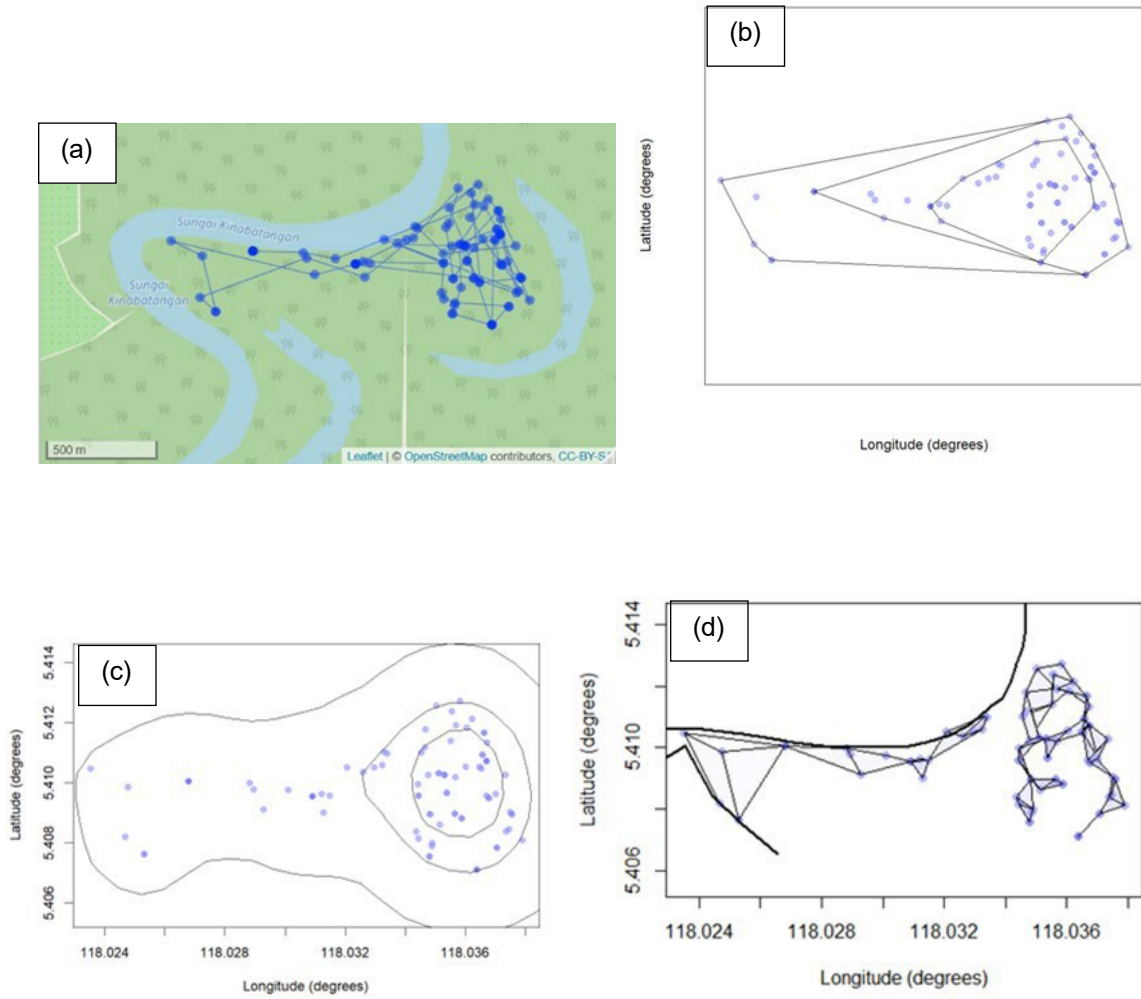 (a)
Sungai Kinabatangan
Sungai
Kinabatangan
500 m
Leaflet | © OpenStreetMap contributors, CC-BY-S
(b)
Latitude (degrees)
Longitude (degrees)
(c)
5.414
5.412
5.410
5.408
5.406
Latitude (degrees)
118.024
118.028
118.032
118.036
Longitude (degrees)
(d)
5.414
5.410
5.406
Latitude (degrees)
118.024
118.028
118.032
118.036
Longitude (degrees)